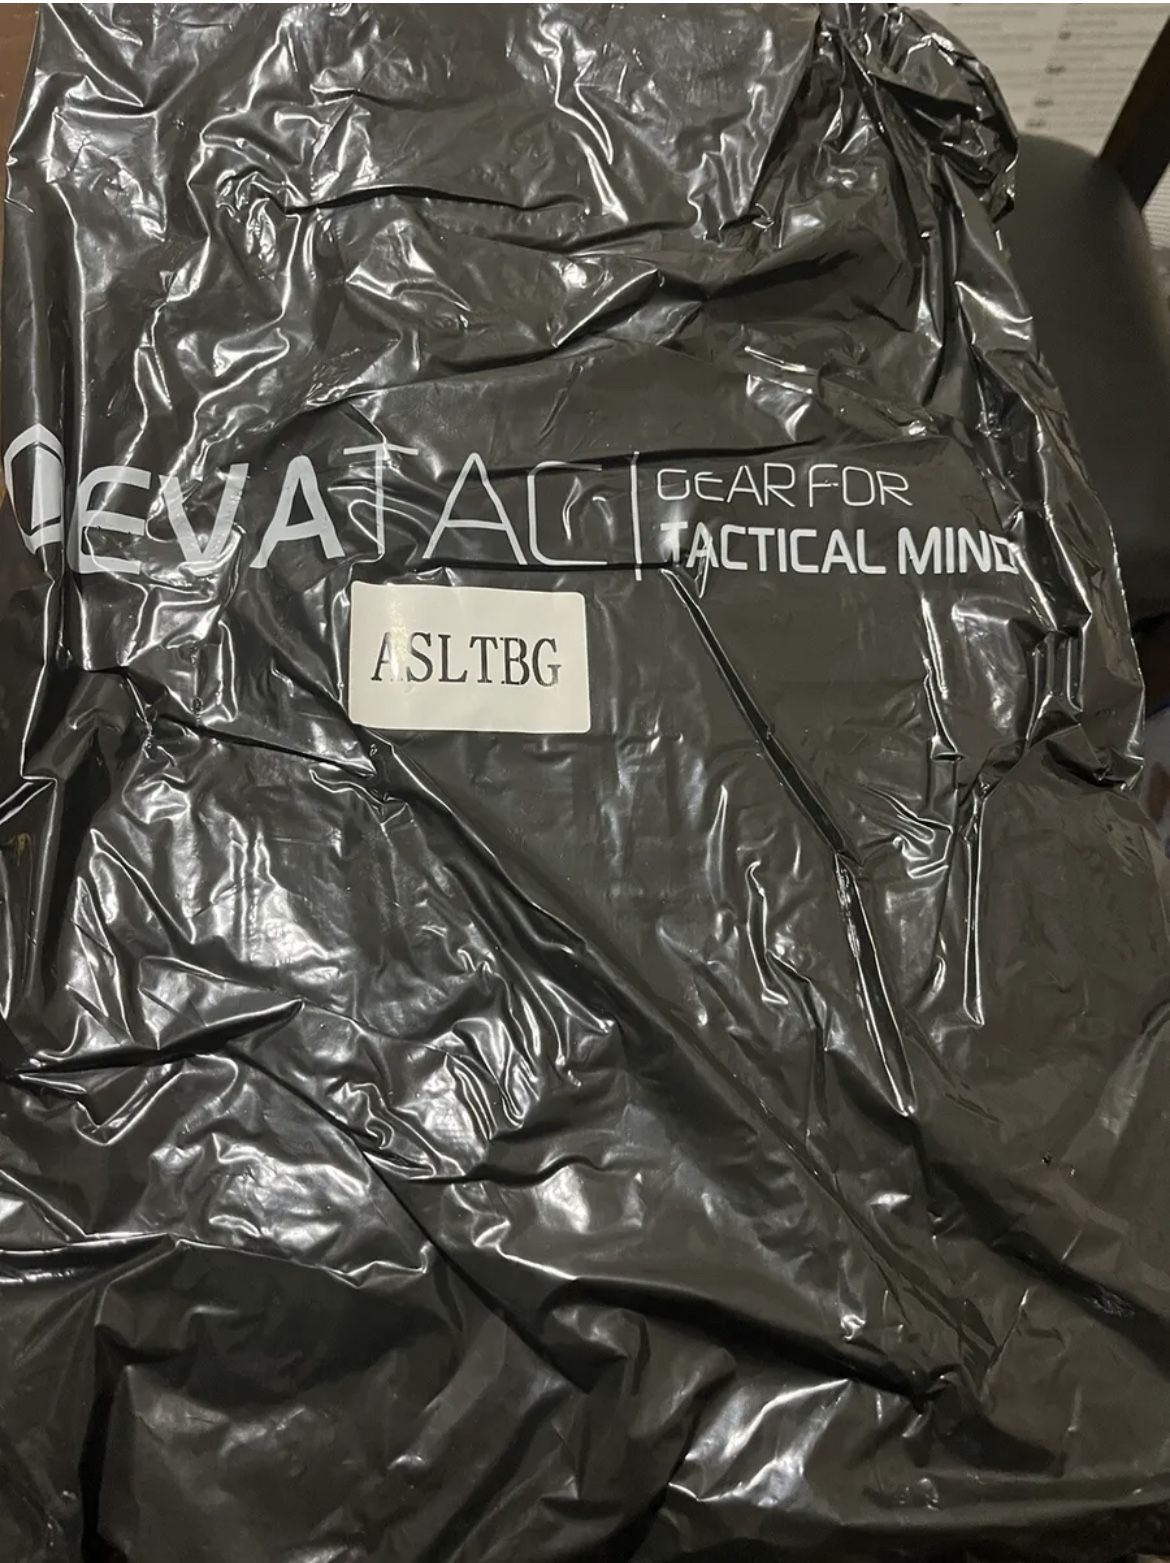 EVATAC
GEAR FOR
TACTICAL MIND
ASLTBG